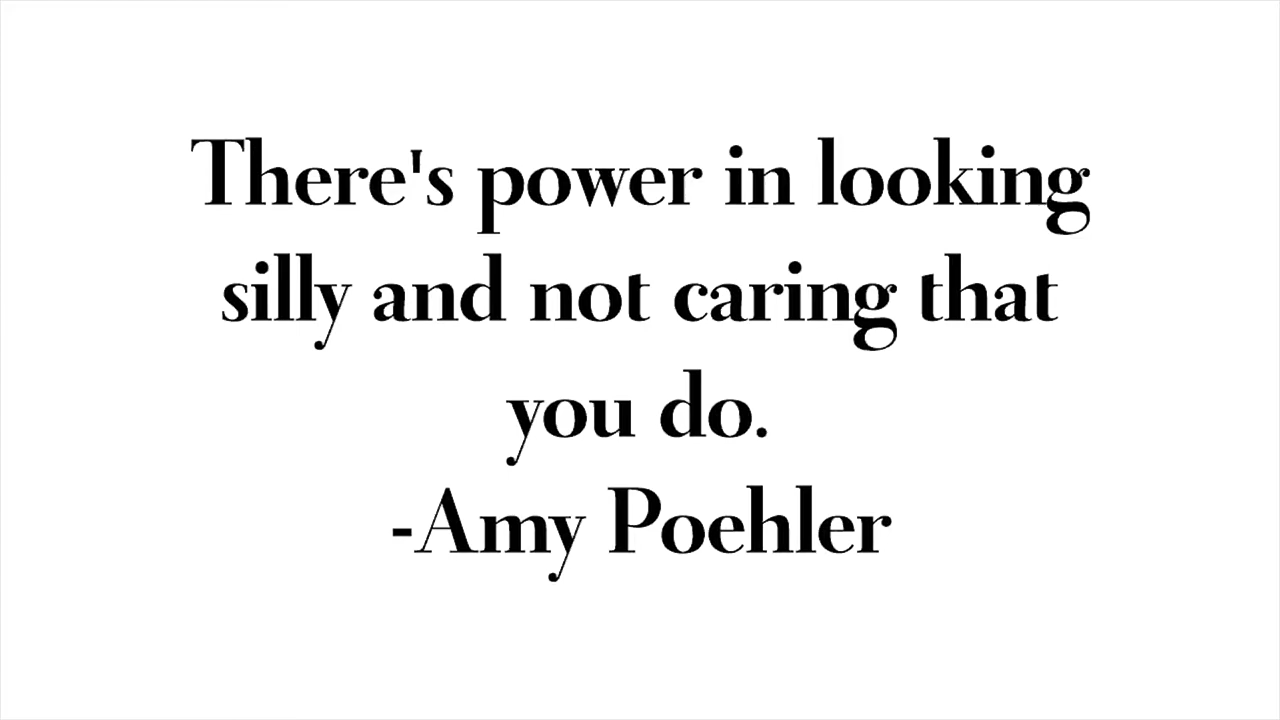 There's power in looking
silly and not caring that
you do.
-Amy Poehler